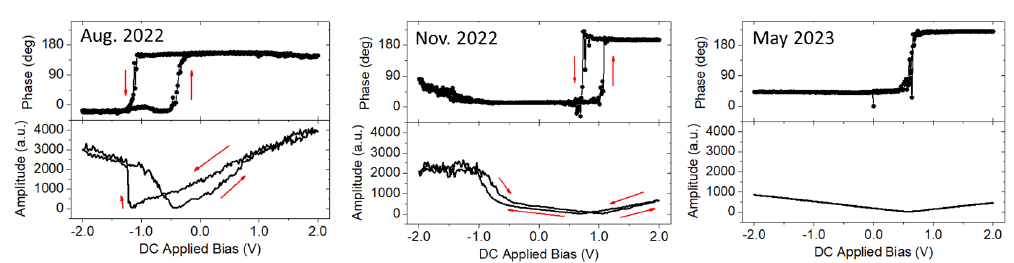 Aug. 2022
Phase (deg)
180
90
0
Amplitude (a.u.)
4000
3000
2000
1000
0
-2.0 -1.0 0.0 1.0 2.0
DC Applied Bias (V)
Nov. 2022
Phase (deg)
180
90
0
Amplitude (a.u.)
4000
3000
2000
1000
0
-2.0 -1.0 0.0 1.0 2.0
DC Applied Bias (V)
May 2023
Phase (deg)
180
90
0
Amplitude (a.u.)
4000
3000
2000
1000
0
-2.0 -1.0 0.0 1.0 2.0
DC Applied Bias (V)